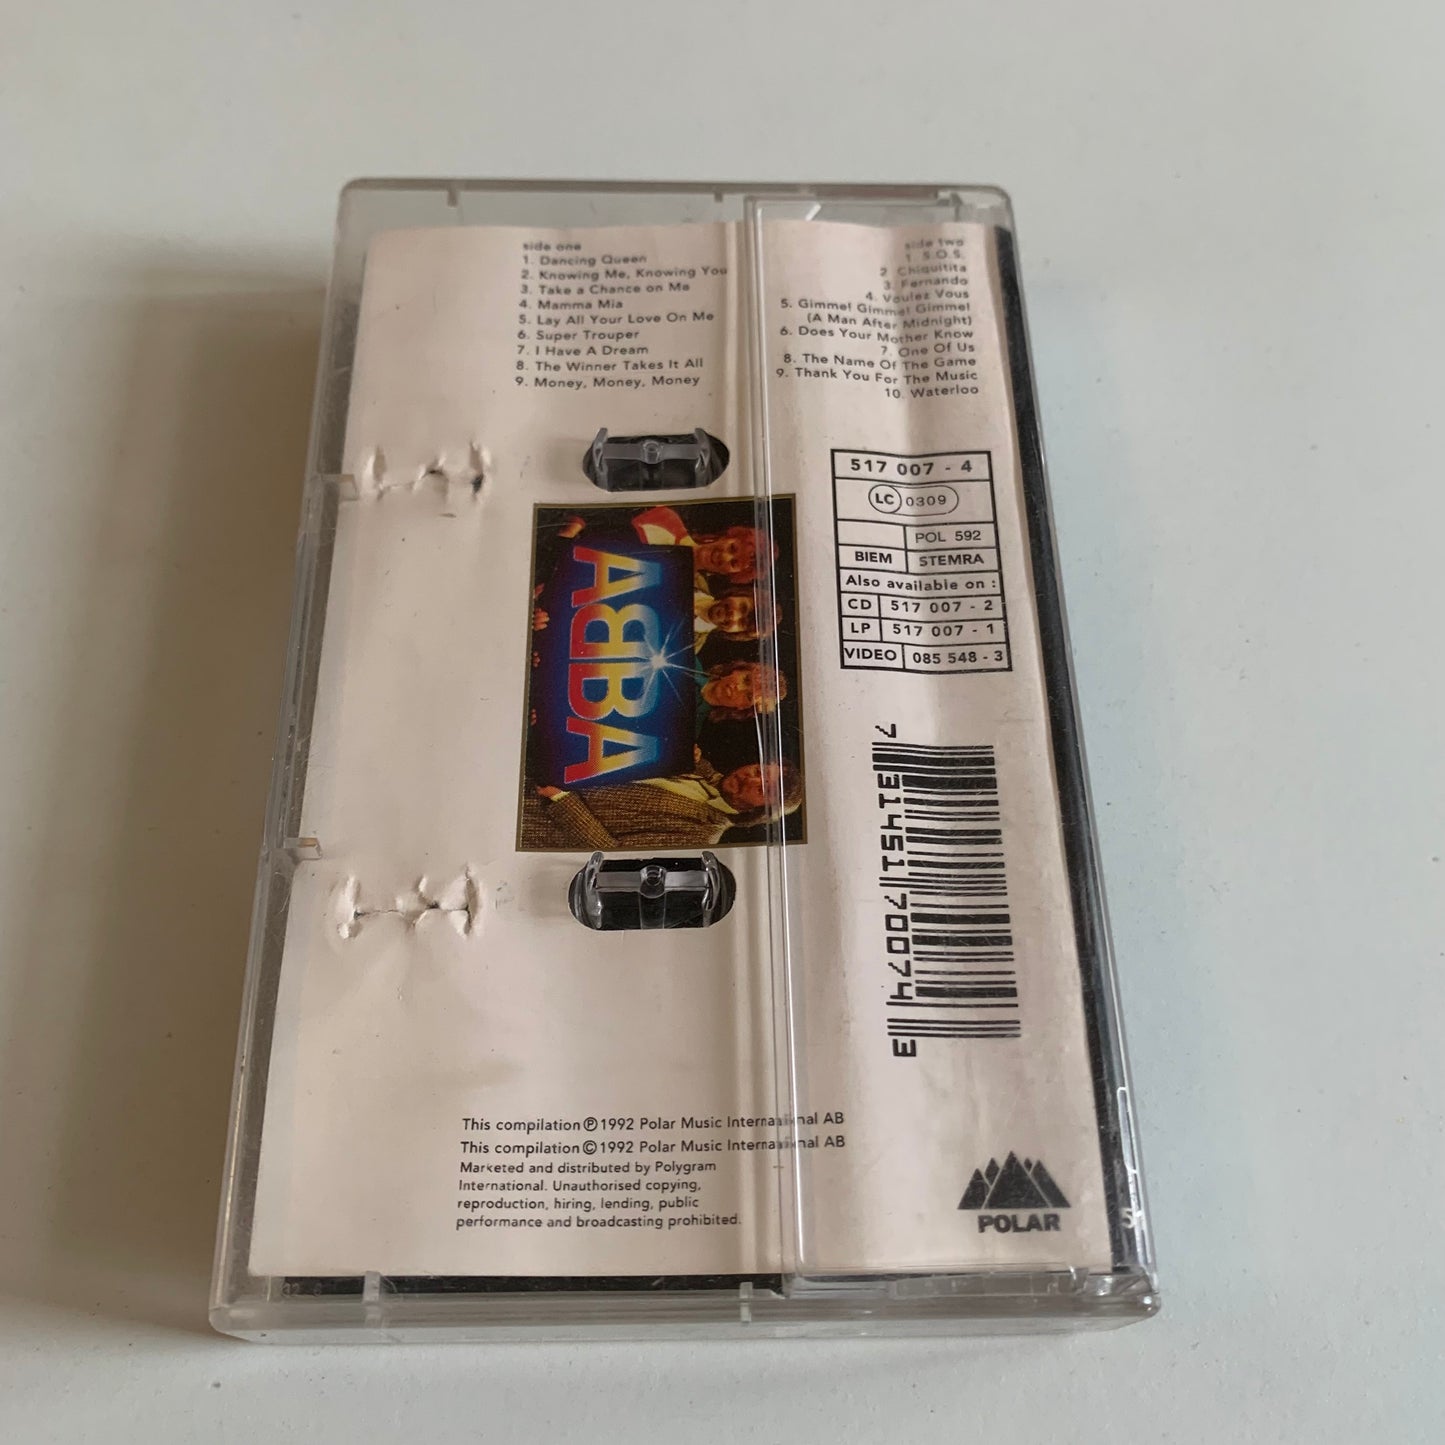 side one
1. Dancing Queen
2. Knowing Me, Knowing You
3. Take a Chance on Me
4. Mamma Mia
5. Lay All Your Love On Me
6. Super Trouper
7. I Have A Dream
8. The Winner Takes It All
9. Money, Money, Money
side two
1. S.O.S.
2 Chiquitita
3. Fernando
4. Voulez Vous
5. Gimme! Gimme! Gimme!
(A Man After Midnight)
6. Does Your Mother Know
7. One Of Us
8. The Name Of The Game
9. Thank You For The Music
10. Waterloo
517 007 - 4
LC 0309
POL 592
BIEM STEMRA
Also available on :
CD 517 007 - 2
LP 517 007 - 1
VIDEO 085 548 - 3
ABBA
7 31451 70074 3
This compilation ℗ 1992 Polar Music International AB
This compilation © 1992 Polar Music International AB
Marketed and distributed by Polygram
International. Unauthorised copying,
reproduction, hiring, lending, public
performance and broadcasting prohibited.
POLAR